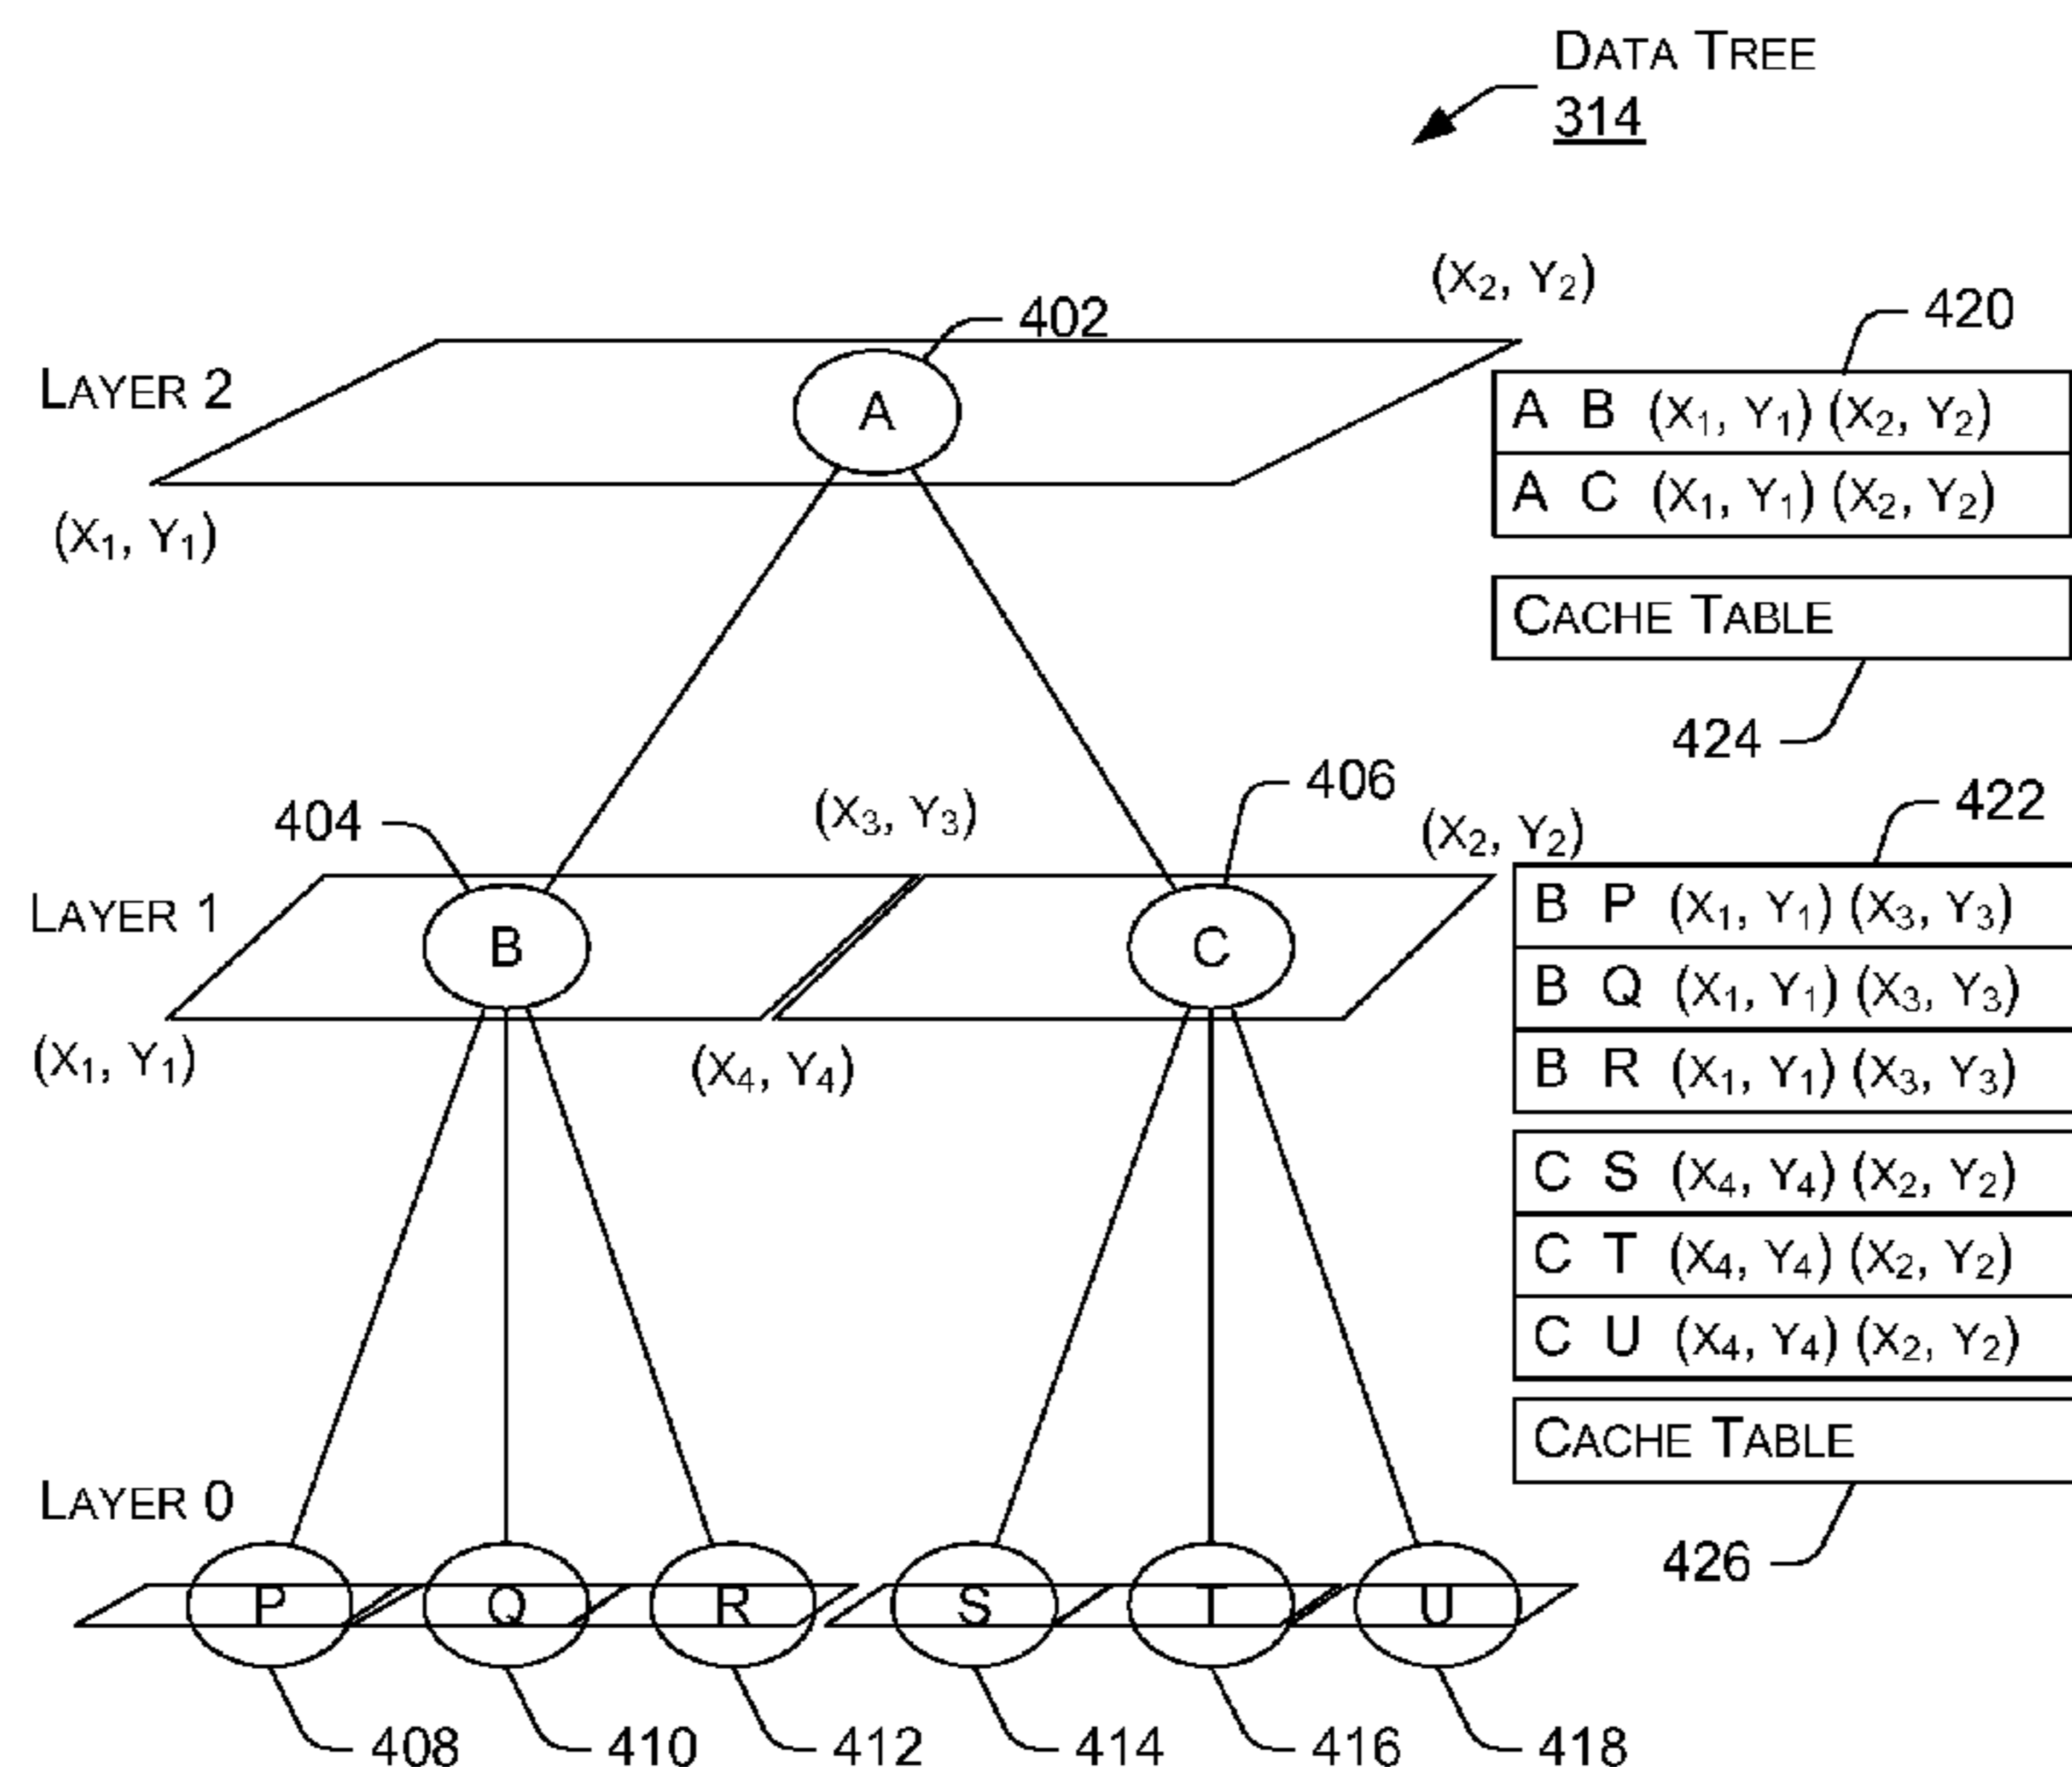 DATA TREE
314
(X₂, Y₂)
402
420
LAYER 2
A
A B (X₁, Y₁) (X₂, Y₂)
A C (X₁, Y₁) (X₂, Y₂)
(X₁, Y₁)
CACHE TABLE
424
404
(X₃, Y₃)
406
(X₂, Y₂)
422
LAYER 1
B
C
B P (X₁, Y₁) (X₃, Y₃)
B Q (X₁, Y₁) (X₃, Y₃)
B R (X₁, Y₁) (X₃, Y₃)
(X₁, Y₁)
(X₄, Y₄)
C S (X₄, Y₄) (X₂, Y₂)
C T (X₄, Y₄) (X₂, Y₂)
C U (X₄, Y₄) (X₂, Y₂)
CACHE TABLE
426
LAYER 0
P
Q
R
S
T
U
408
410
412
414
416
418